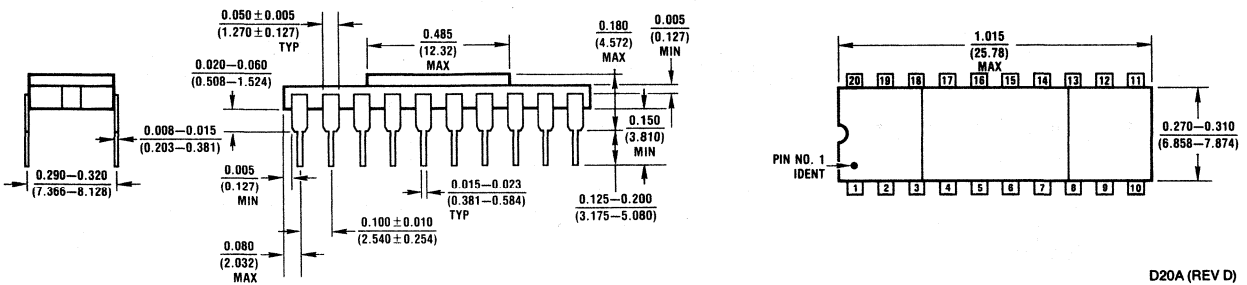 0.050 ± 0.005
(1.270 ± 0.127)
TYP
0.020–0.060
(0.508–1.524)
0.485
(12.32)
MAX
0.180
(4.572)
MAX
0.005
(0.127)
MIN
0.008–0.015
(0.203–0.381)
0.290–0.320
(7.366–8.128)
0.005
(0.127)
MIN
0.100 ± 0.010
(2.540 ± 0.254)
0.080
(2.032)
MAX
0.015–0.023
(0.381–0.584)
TYP
0.150
(3.810)
MIN
0.125–0.200
(3.175–5.080)
1.015
(25.78)
MAX
20 19 18 17 16 15 14 13 12 11
0.270–0.310
(6.858–7.874)
PIN NO. 1
IDENT
1 2 3 4 5 6 7 8 9 10
D20A (REV D)